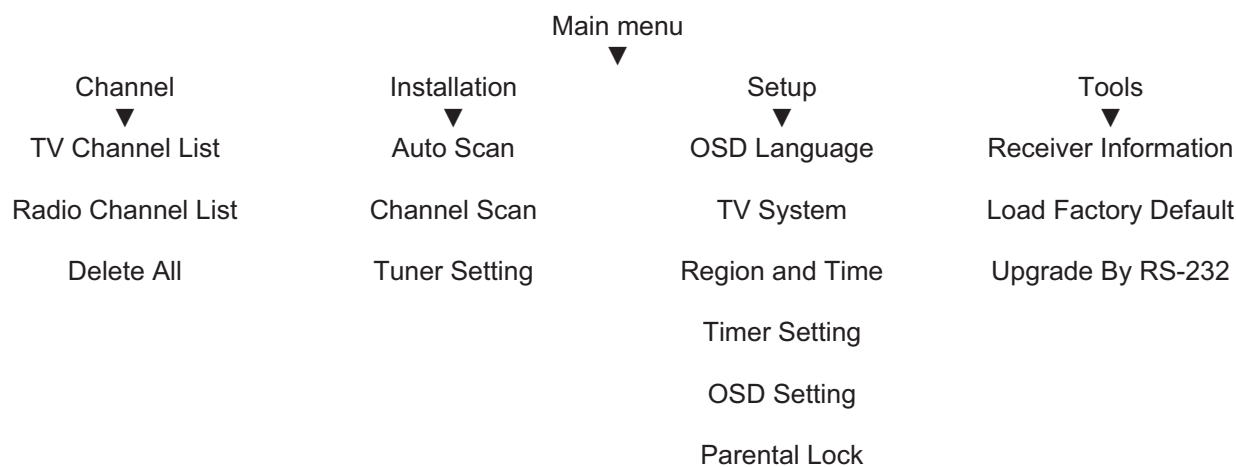 Main menu
▼
Channel Installation Setup Tools
▼ ▼ ▼ ▼
TV Channel List Auto Scan OSD Language Receiver Information
Radio Channel List Channel Scan TV System Load Factory Default
Delete All Tuner Setting Region and Time Upgrade By RS-232
Timer Setting
OSD Setting
Parental Lock